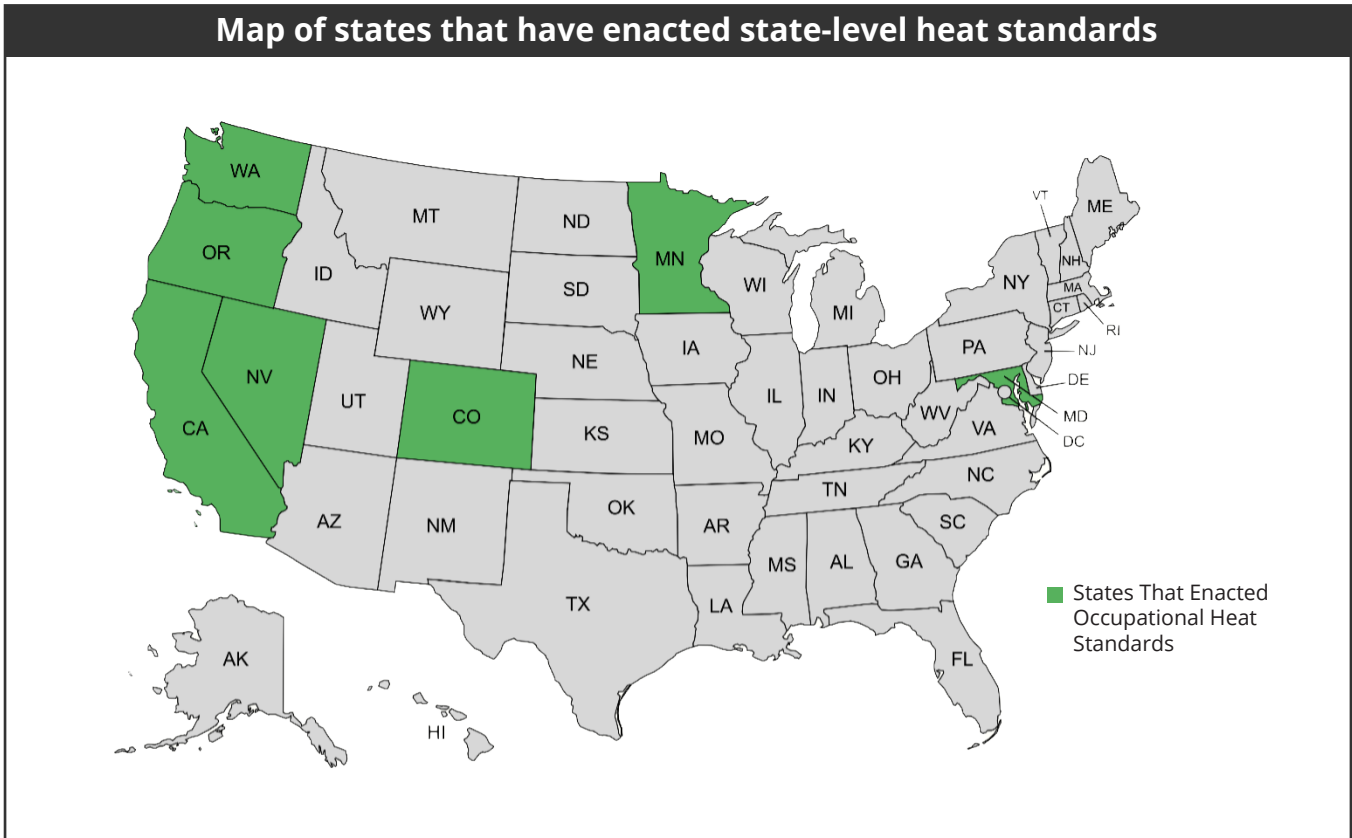 Map of states that have enacted state-level heat standards
WA
MT
ND
MN
OR
ID
SD
WI
WY
MI
VT
ME
NH
NY
MA
CT
RI
NV
UT
CO
NE
IA
PA
NJ
IL
IN
OH
DE
MD
DC
CA
KS
MO
WV
VA
KY
AZ
NM
OK
AR
TN
NC
SC
TX
LA
MS
AL
GA
FL
AK
HI
States That Enacted
Occupational Heat
Standards